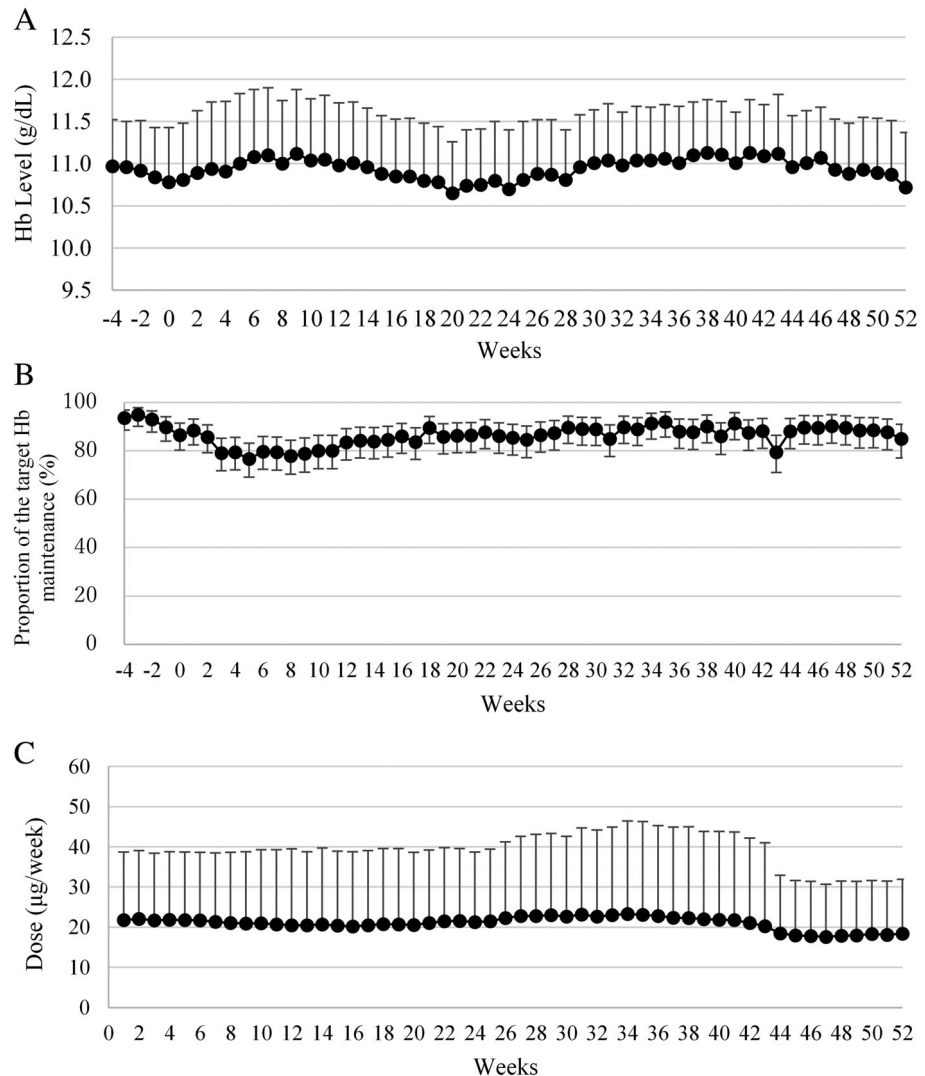 A
12.5
12.0
11.5
11.0
10.5
10.0
9.5
Hb Level (g/dL)
-4 -2 0 2 4 6 8 10 12 14 16 18 20 22 24 26 28 30 32 34 36 38 40 42 44 46 48 50 52
Weeks
B
100
80
60
40
20
0
Proportion of the target Hb
maintenance (%)
-4 -2 0 2 4 6 8 10 12 14 16 18 20 22 24 26 28 30 32 34 36 38 40 42 44 46 48 50 52
Weeks
C
60
50
40
30
20
10
0
Dose (μg/week)
0 2 4 6 8 10 12 14 16 18 20 22 24 26 28 30 32 34 36 38 40 42 44 46 48 50 52
Weeks